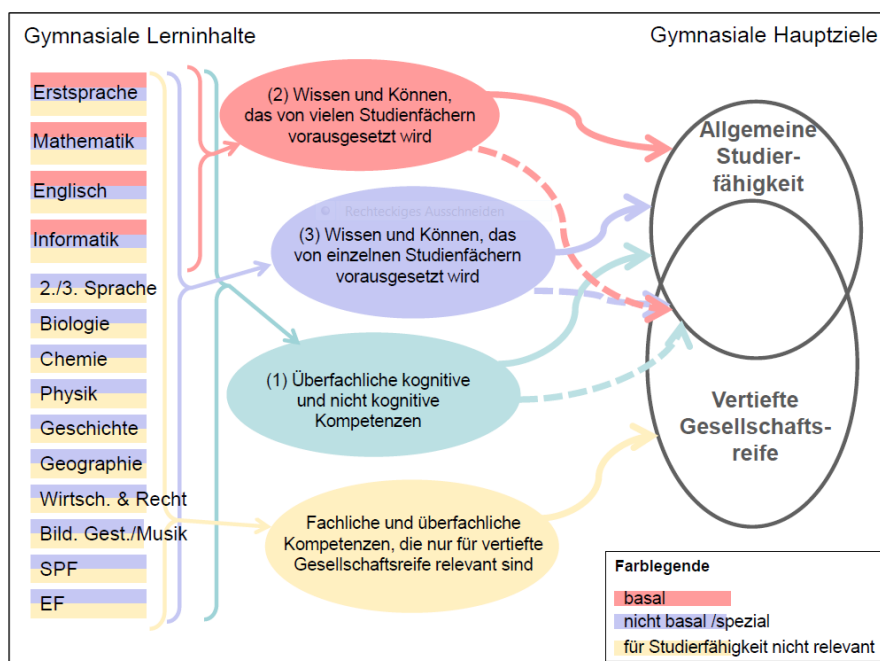 Gymnasiale Lerninhalte
Gymnasiale Hauptziele
Erstsprache
Mathematik
Englisch
Informatik
2./3. Sprache
Biologie
Chemie
Physik
Geschichte
Geographie
Wirtsch. & Recht
Bild. Gest./Musik
SPF
EF
(2) Wissen und Können,
das von vielen Studienfächern
vorausgesetzt wird
Rechteckiges Ausschneiden
(3) Wissen und Können, das
von einzelnen Studienfächern
vorausgesetzt wird
(1) Überfachliche kognitive
und nicht kognitive
Kompetenzen
Fachliche und überfachliche
Kompetenzen, die nur für vertiefte
Gesellschaftsreife relevant sind
Allgemeine
Studier-
fähigkeit
Vertiefte
Gesellschafts-
reife
Farblegende
basal
nicht basal /spezial
für Studierfähigkeit nicht relevant